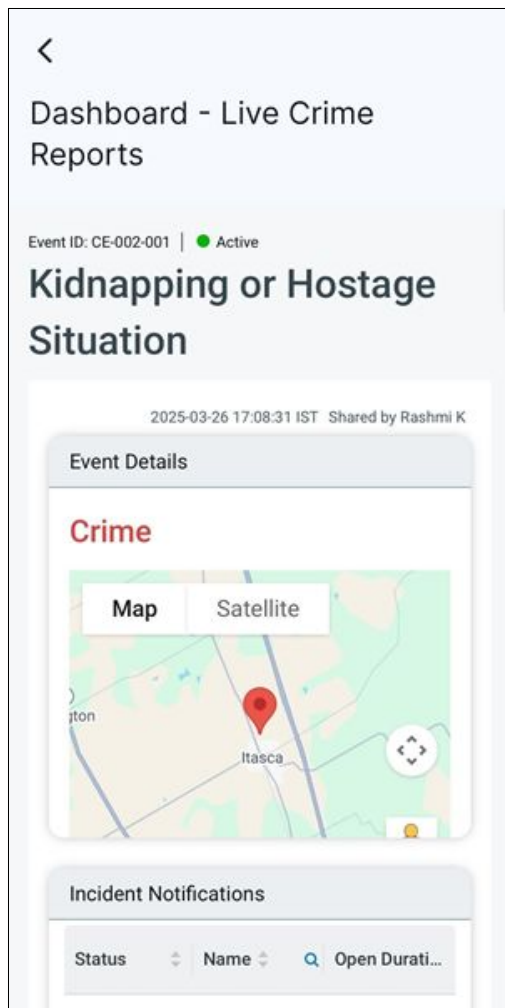 Dashboard - Live Crime
Reports
Event ID: CE-002-001 | Active
Kidnapping or Hostage
Situation
2025-03-26 17:08:31 IST Shared by Rashmi K
Event Details
Crime
Map Satellite
gton
Itasca
Incident Notifications
Status Name Open Durati...